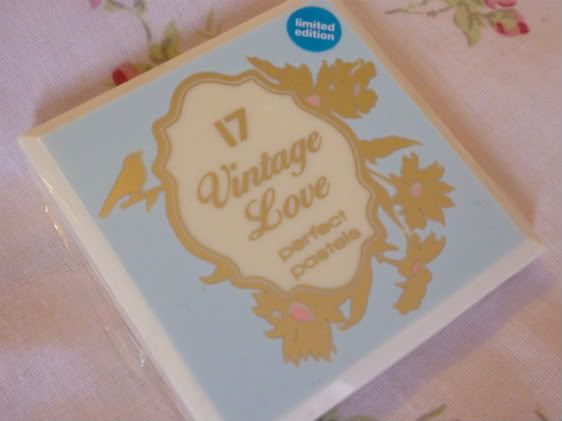 limited
edition
17
Vintage
Love
perfect
pastels